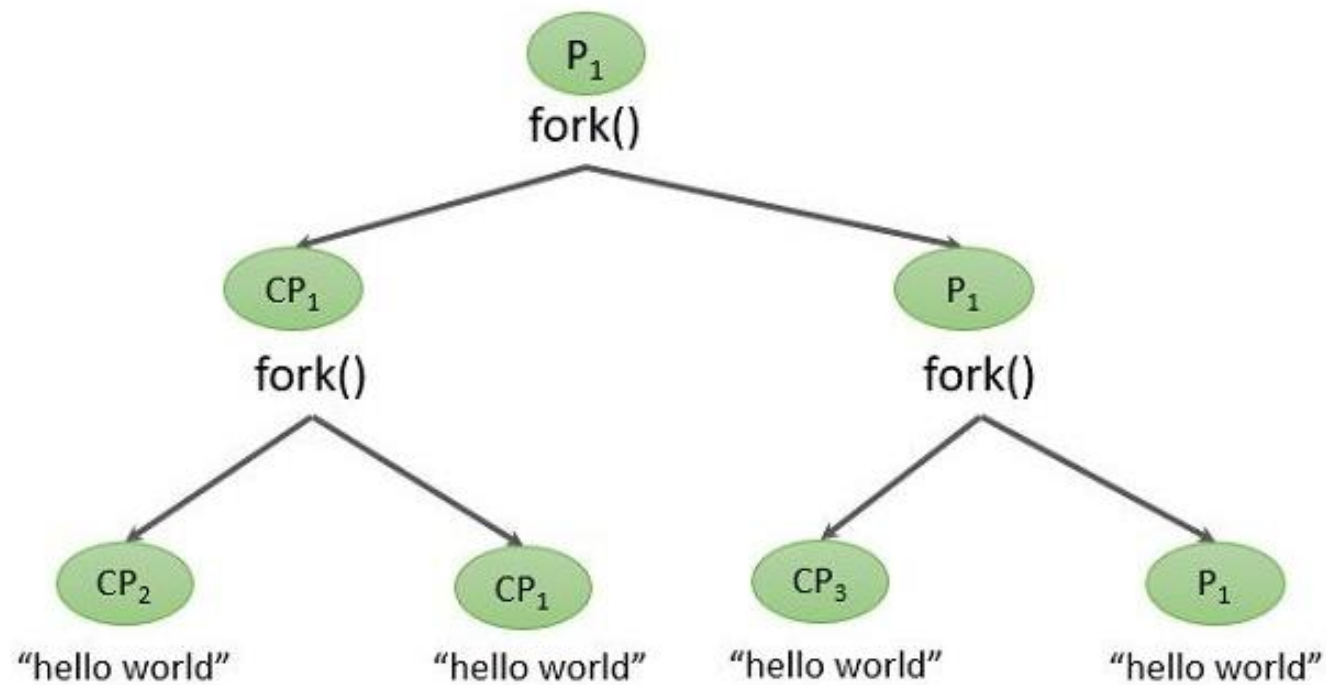 P₁
fork()
CP₁ P₁
fork() fork()
CP₂ CP₁ CP₃ P₁
“hello world” “hello world” “hello world” “hello world”